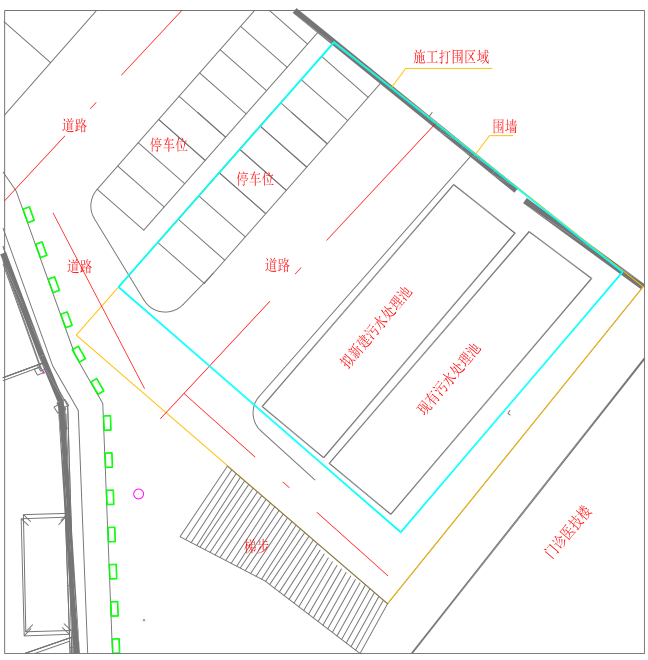 施工打围区域
围墙
道路
停车位
停车位
道路
道路
拟新建污水处理池
现有污水处理池
门诊医技楼
梯步